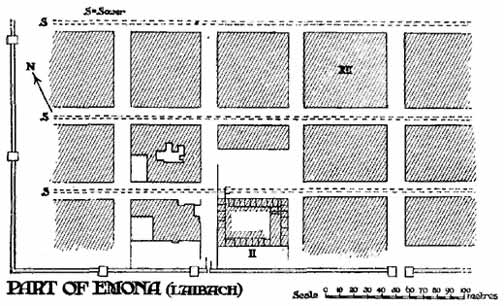 S=Sewer
S
N
XII
S
S
II
PART OF EMONA (LAIBACH)
Scale 0 10 20 30 40 50 60 70 80 90 100 metres